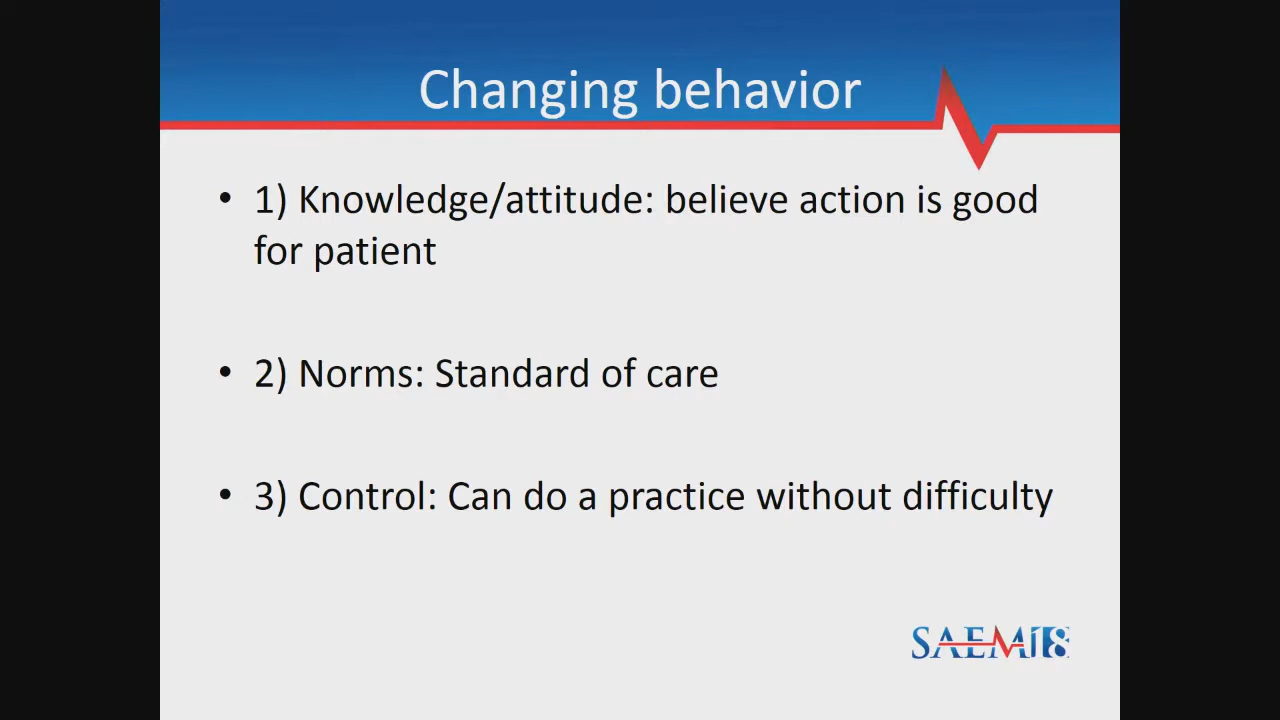 Changing behavior
• 1) Knowledge/attitude: believe action is good
for patient
• 2) Norms: Standard of care
• 3) Control: Can do a practice without difficulty
SAEM18